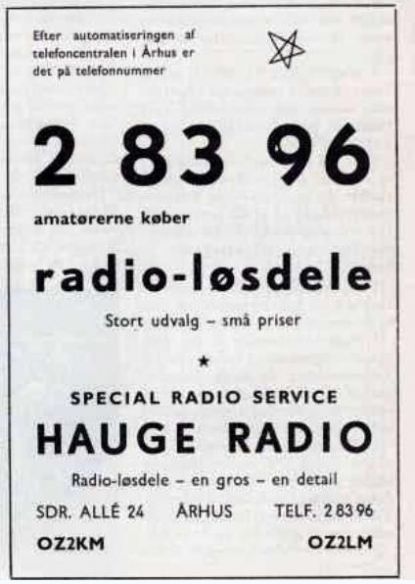 Efter automatiseringen af
telefoncentralen i Århus er
det på telefonnummer
2 83 96
amatørerne køber
radio-løsdele
Stort udvalg – små priser
SPECIAL RADIO SERVICE
HAUGE RADIO
Radio-løsdele – en gros – en detail
SDR. ALLÉ 24 ÅRHUS TELF. 2 83 96
OZ2KM OZ2LM